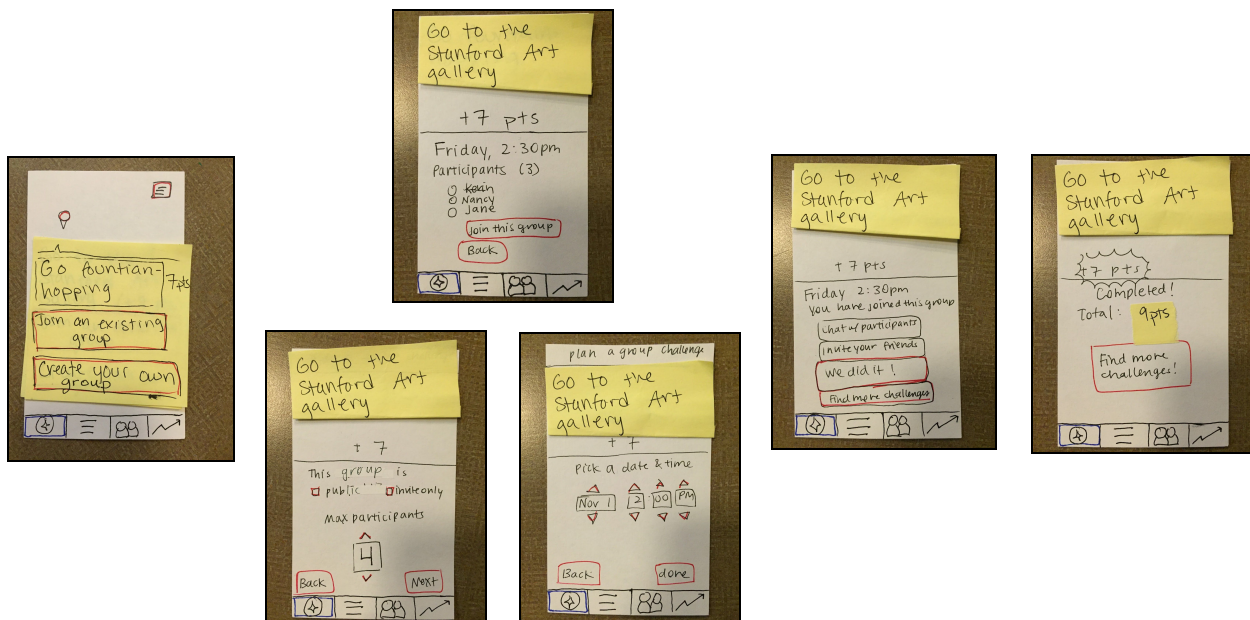 Go fountian-
hopping
7pts
Join an existing
group
Create your own
group
Go to the
Stanford Art
gallery
+7 pts
Friday, 2:30pm
Participants (3)
Kevin
Nancy
Jane
Join this group
Back
Go to the
Stanford Art
gallery
+ 7
This group is
public
invite only
Max participants
4
Back
Next
plan a group challenge
Go to the
Stanford Art
gallery
+ 7
Pick a date & time
Nov 1 2 : 00 PM
Back
done
Go to the
Stanford Art
gallery
+ 7 pts
Friday 2:30pm
You have joined this group
Chat w/ participants
invite your friends
We did it !
Find more challenges
Go to the
Stanford Art
gallery
+7 pts
Completed!
Total: 9pts
Find more
challenges!